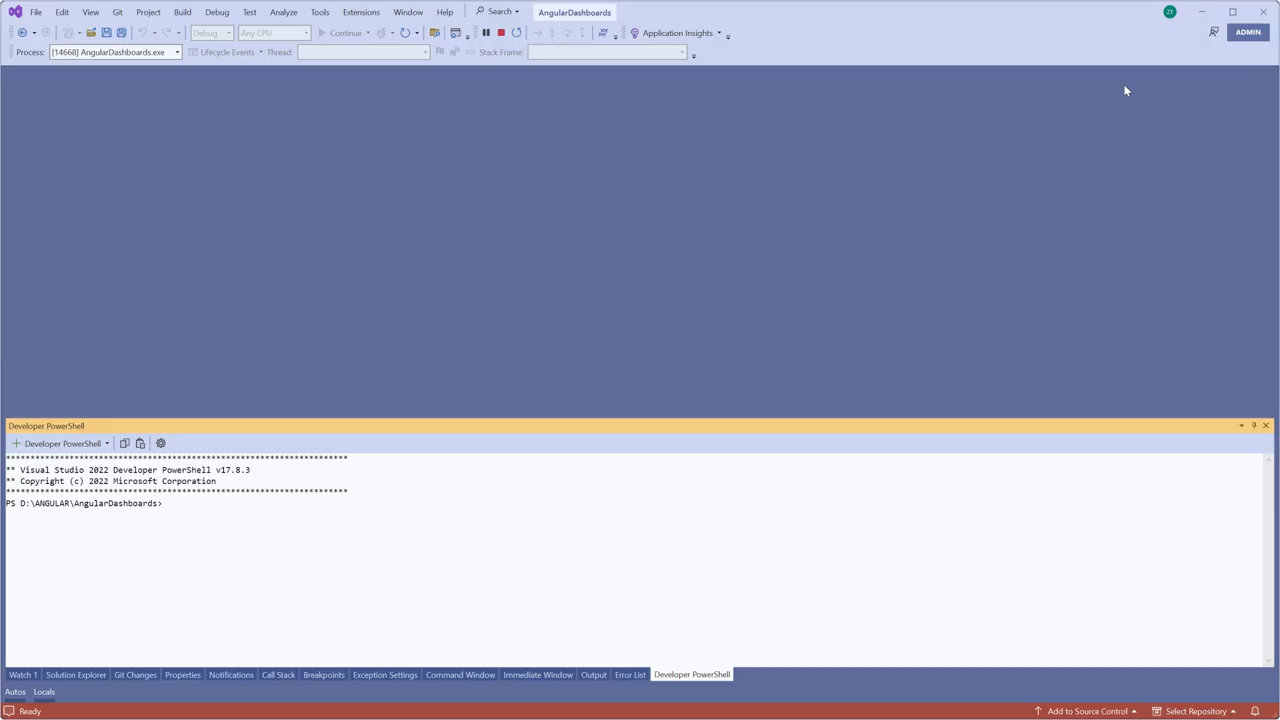 File Edit View Git Project Build Debug Test Analyze Tools Extensions Window Help Search AngularDashboards ZT
Debug Any CPU Continue Application Insights ADMIN
Process: [14668] AngularDashboards.exe Lifecycle Events Thread: Stack Frame:
Developer PowerShell
Developer PowerShell
**********************************************************************
** Visual Studio 2022 Developer PowerShell v17.8.3
** Copyright (c) 2022 Microsoft Corporation
**********************************************************************
PS D:\ANGULAR\AngularDashboards>
Watch 1 Solution Explorer Git Changes Properties Notifications Call Stack Breakpoints Exception Settings Command Window Immediate Window Output Error List Developer PowerShell
Autos Locals
Ready Add to Source Control Select Repository